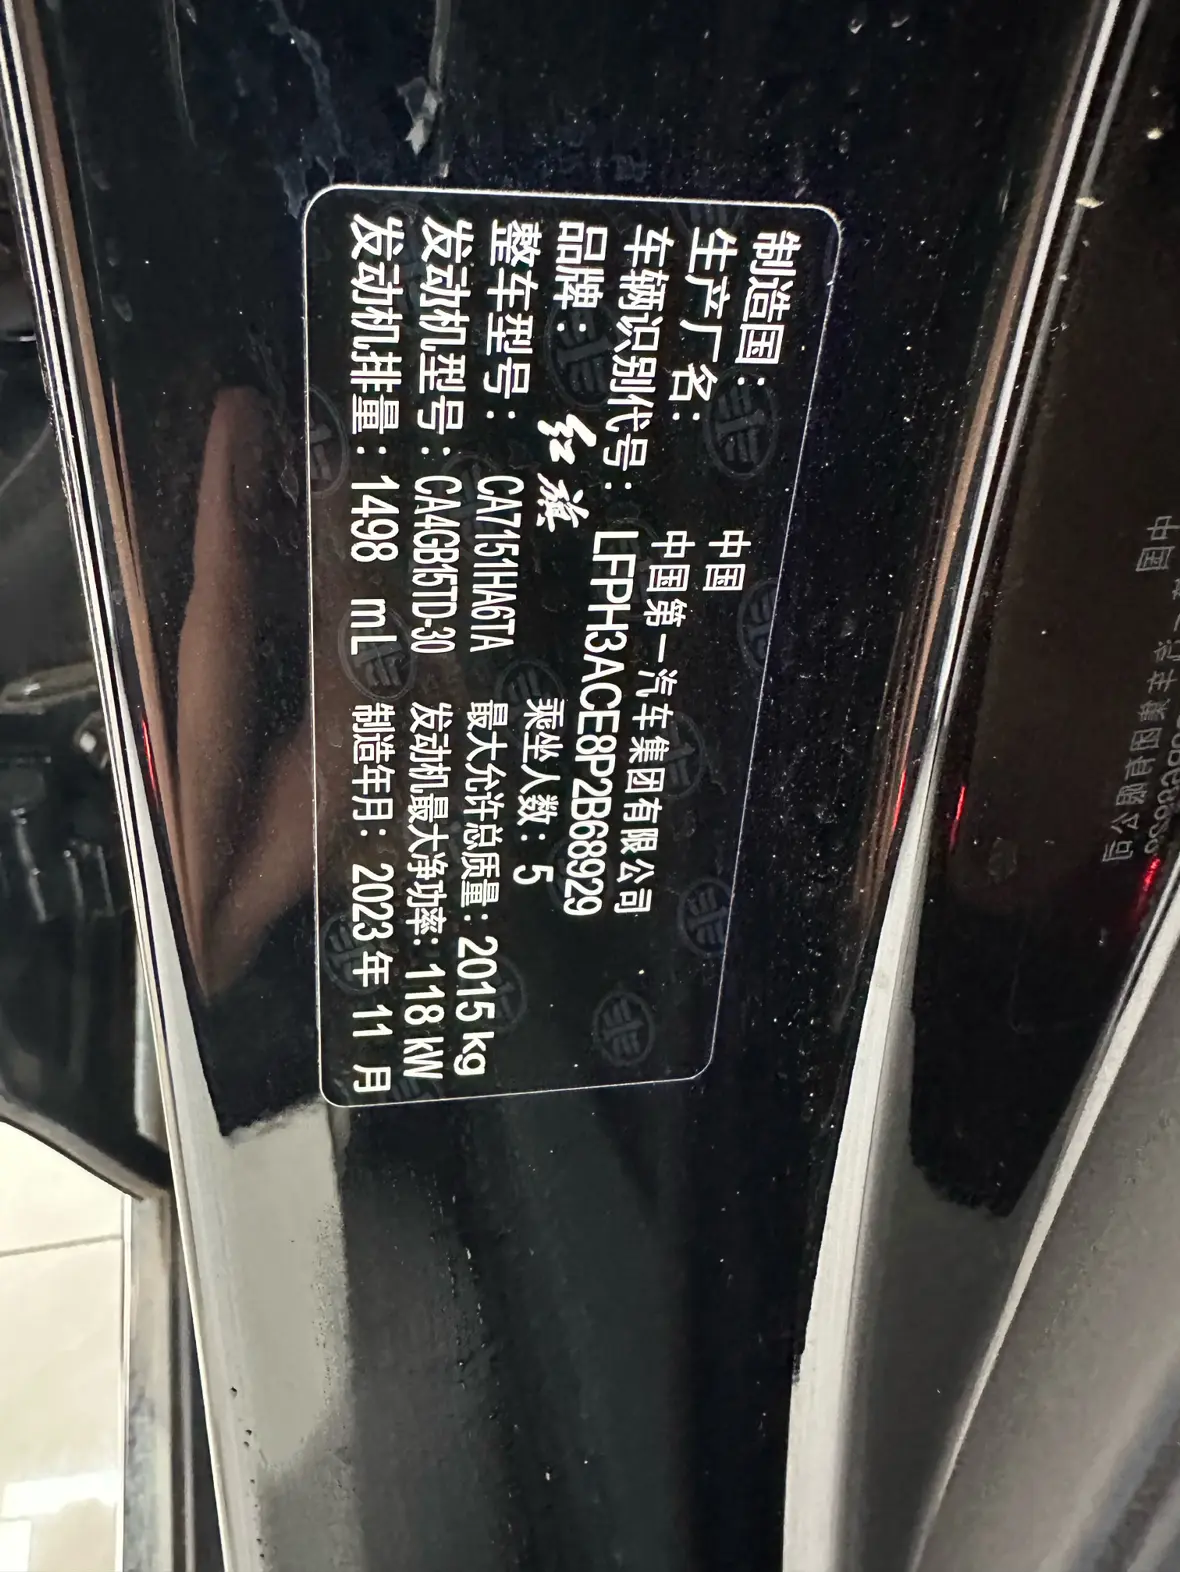 制造国：中国
生产厂名：中国第一汽车集团有限公司
车辆识别代号：LFPH3ACE8P2B68929
品牌：红旗 乘坐人数：5
整车型号：CA7151HA6TA 最大允许总质量：2015 kg
发动机型号：CA4GB15TD-30 发动机最大净功率：118 kW
发动机排量：1498 mL 制造年月：2023 年 11 月